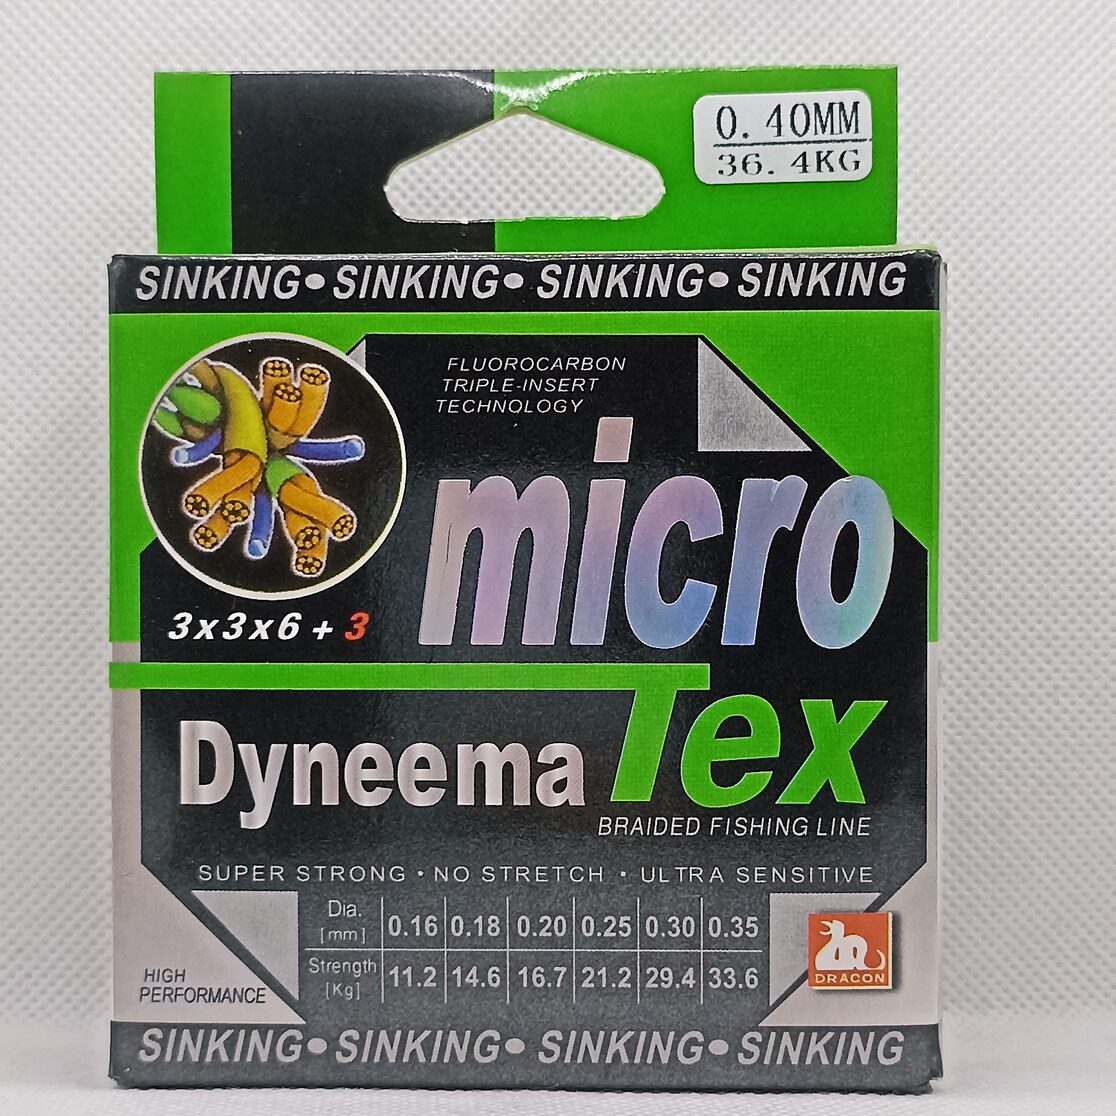 0.40MM
36.4KG
SINKING • SINKING • SINKING • SINKING
FLUOROCARBON
TRIPLE-INSERT
TECHNOLOGY
micro
3x3x6 + 3
Tex
Dyneema
BRAIDED FISHING LINE
SUPER STRONG • NO STRETCH • ULTRA SENSITIVE
Dia. [mm] 0.16 0.18 0.20 0.25 0.30 0.35
Strength [Kg] 11.2 14.6 16.7 21.2 29.4 33.6
HIGH
PERFORMANCE
DRACON
SINKING • SINKING • SINKING • SINKING